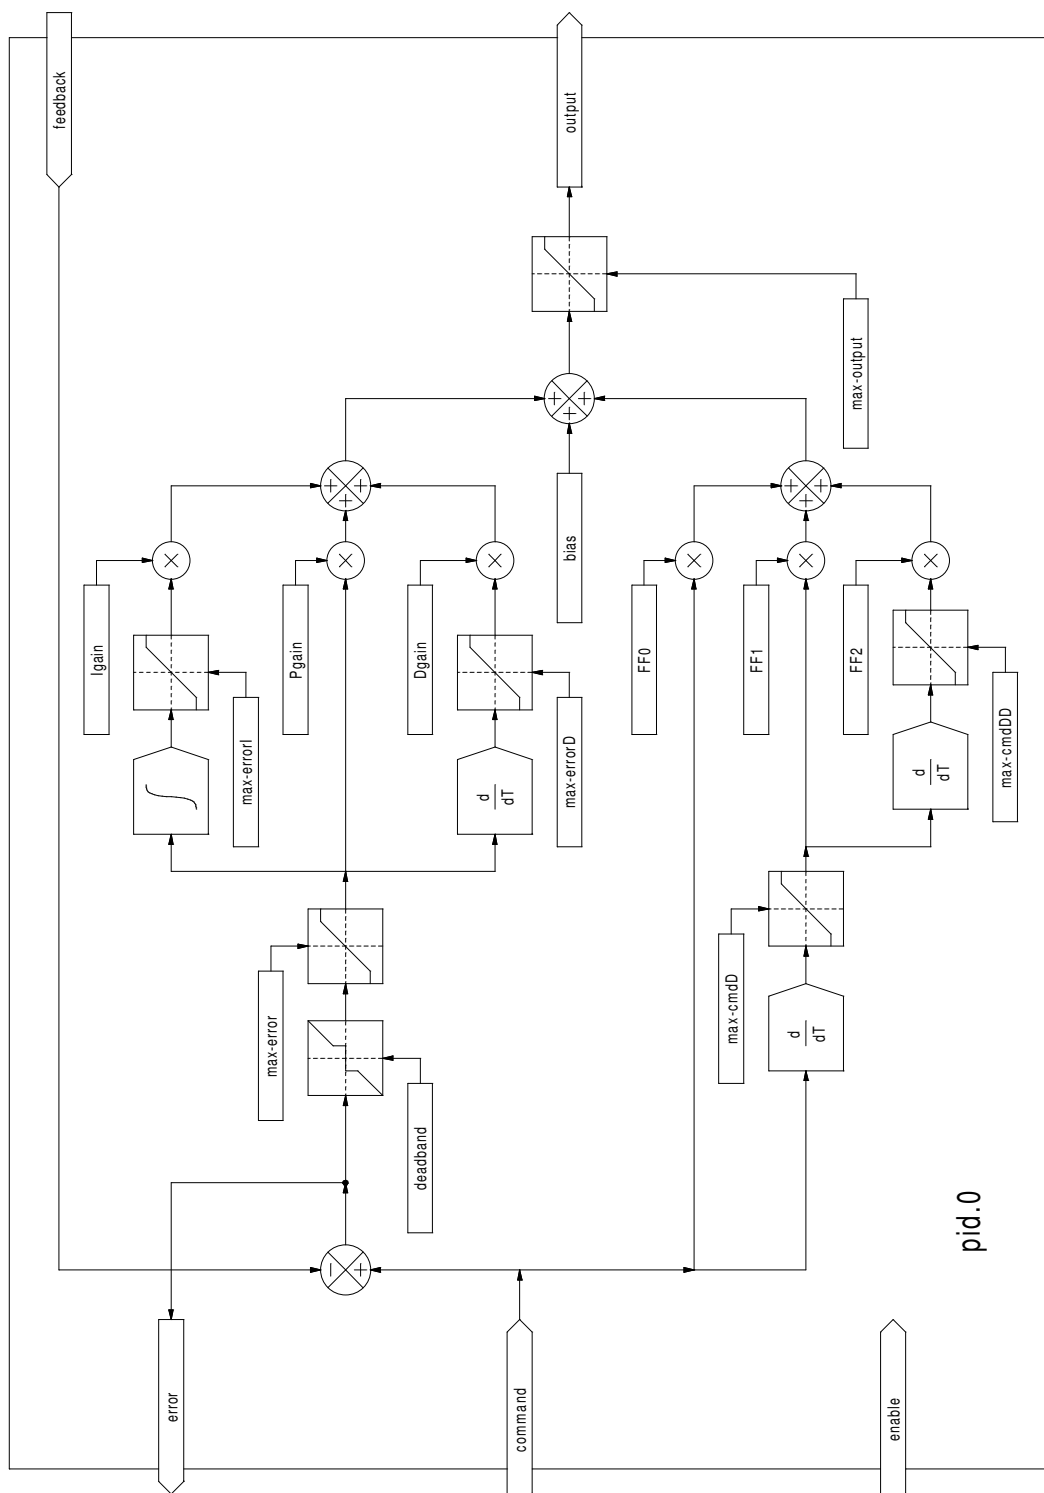 feedback
Igain
max-errorI
Pgain
max-error
Dgain
d
dT
max-errorD
deadband
error
output
bias
command
FF0
FF1
max-cmdD
d
dT
FF2
d
dT
max-cmdDD
max-output
enable
pid.0